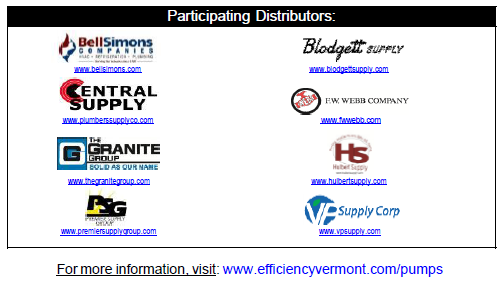 Participating Distributors:
BellSimons
COMPANIES
HVAC • REFRIGERATION • PLUMBING
www.bellsimons.com
Blodgett SUPPLY
www.blodgettsupply.com
CENTRAL
SUPPLY
www.plumberssupplyco.com
F.W. WEBB COMPANY
www.fwwebb.com
THE
GRANITE
GROUP
SOLID AS OUR NAME
www.thegranitegroup.com
HS
Hulbert Supply
www.hulbertsupply.com
PSG
PREMIER SUPPLY
GROUP
www.premiersupplygroup.com
VP Supply Corp
www.vpsupply.com
For more information, visit: www.efficiencyvermont.com/pumps